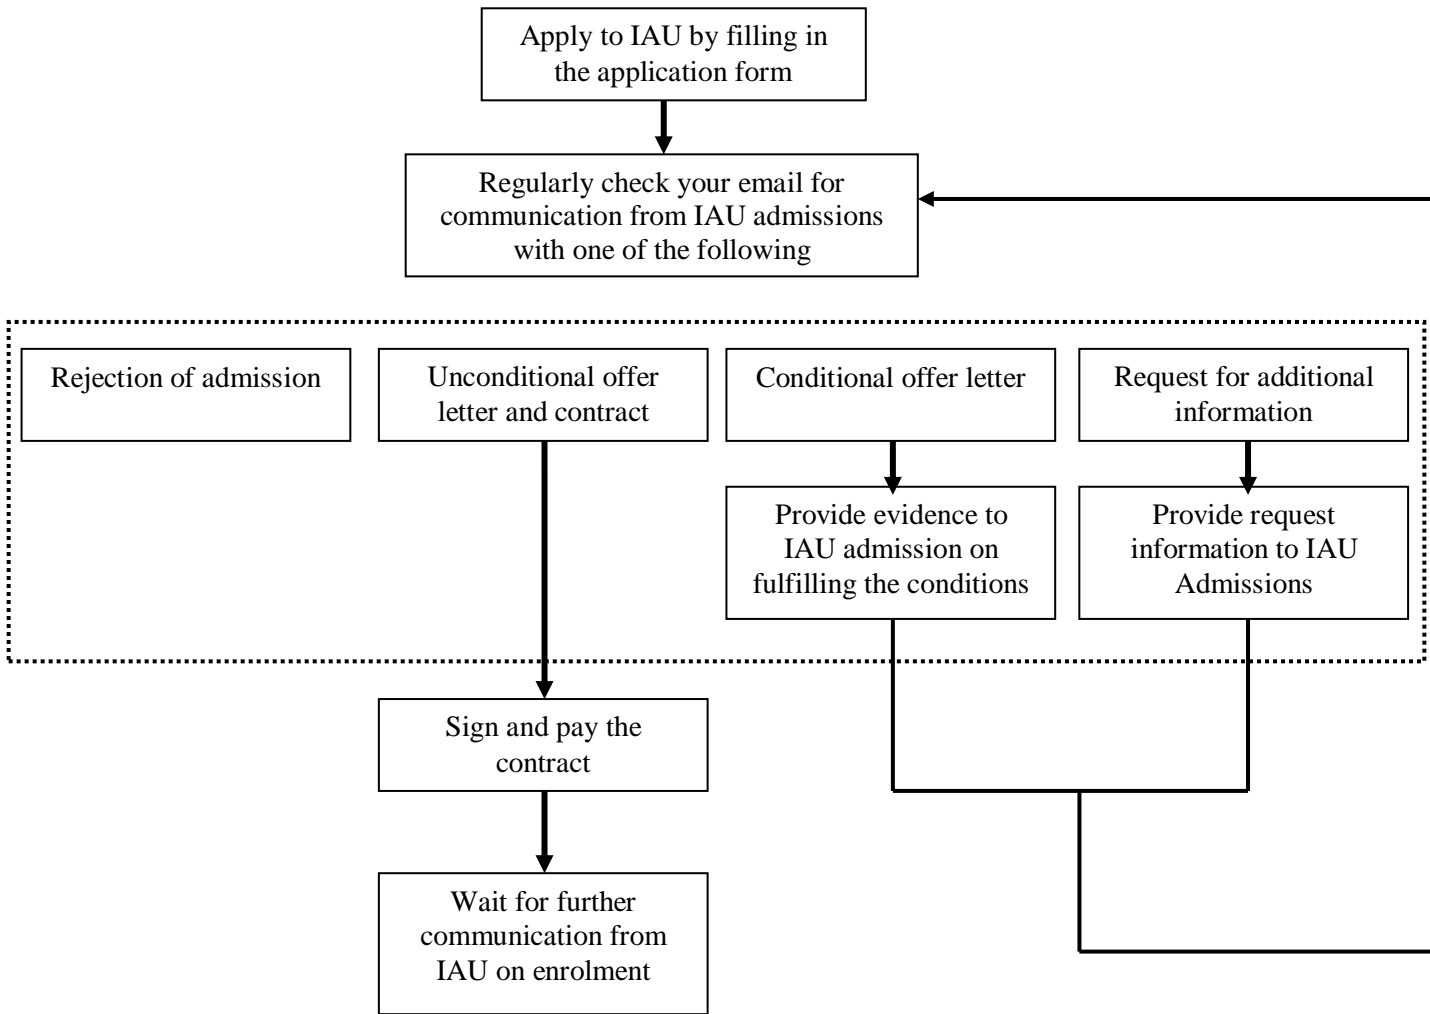 Apply to IAU by filling in
the application form
Regularly check your email for
communication from IAU admissions
with one of the following
Rejection of admission
Unconditional offer
letter and contract
Conditional offer letter
Request for additional
information
Provide evidence to
IAU admission on
fulfilling the conditions
Provide request
information to IAU
Admissions
Sign and pay the
contract
Wait for further
communication from
IAU on enrolment